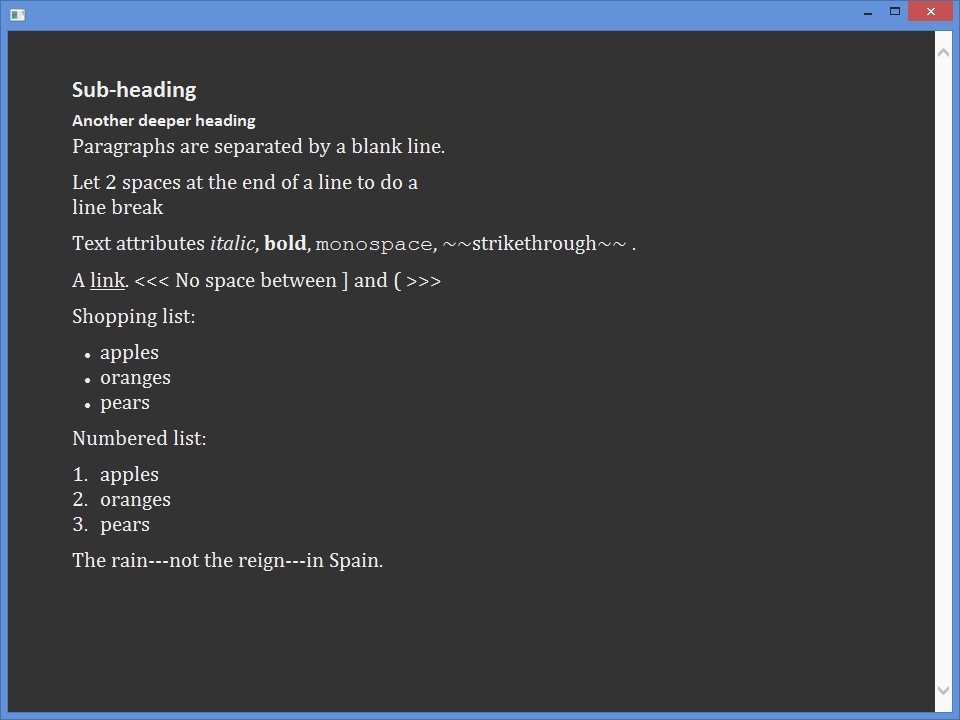 Sub-heading
Another deeper heading
Paragraphs are separated by a blank line.
Let 2 spaces at the end of a line to do a
line break
Text attributes italic, bold, monospace, ~~strikethrough~~ .
A link. <<< No space between ] and ( >>>
Shopping list:
• apples
• oranges
• pears
Numbered list:
1. apples
2. oranges
3. pears
The rain---not the reign---in Spain.